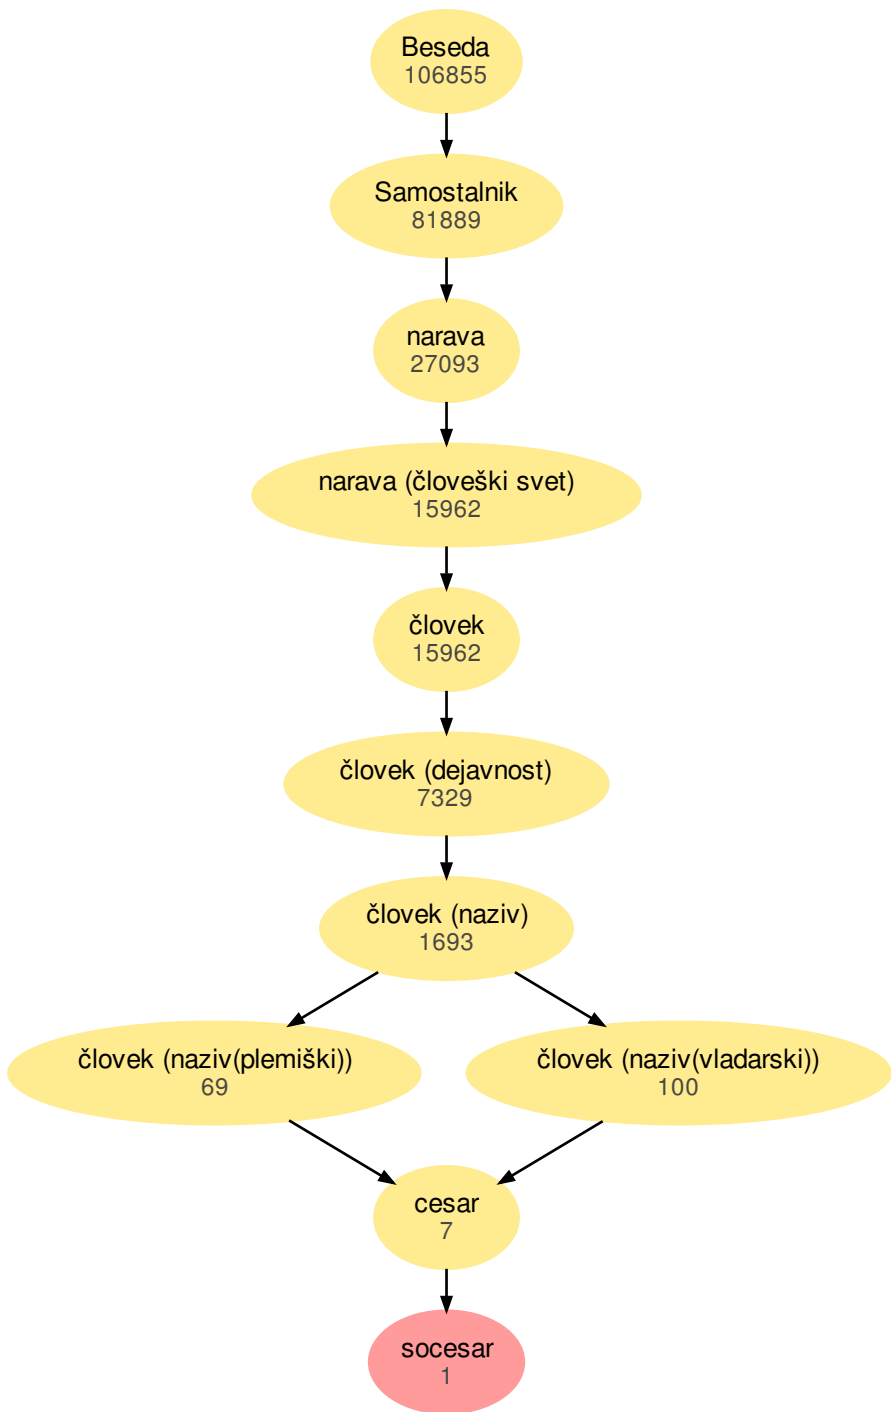 Beseda
106855
Samostalnik
81889
narava
27093
narava (človeški svet)
15962
človek
15962
človek (dejavnost)
7329
človek (naziv)
1693
človek (naziv(plemiški))
69
človek (naziv(vladarski))
100
cesar
7
socesar
1